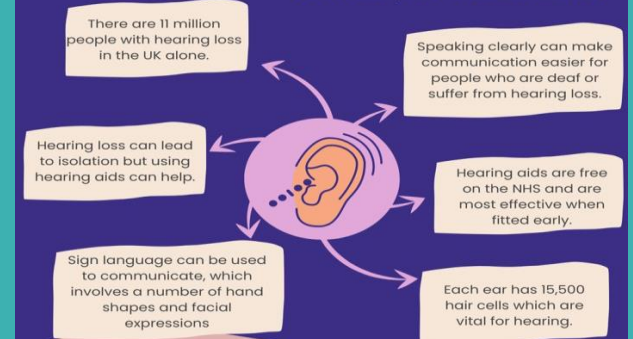 There are 11 million
people with hearing loss
in the UK alone.
Speaking clearly can make
communication easier for
people who are deaf or
suffer from hearing loss.
Hearing loss can lead
to isolation but using
hearing aids can help.
Hearing aids are free
on the NHS and are
most effective when
fitted early.
Sign language can be used
to communicate, which
involves a number of hand
shapes and facial
expressions
Each ear has 15,500
hair cells which are
vital for hearing.